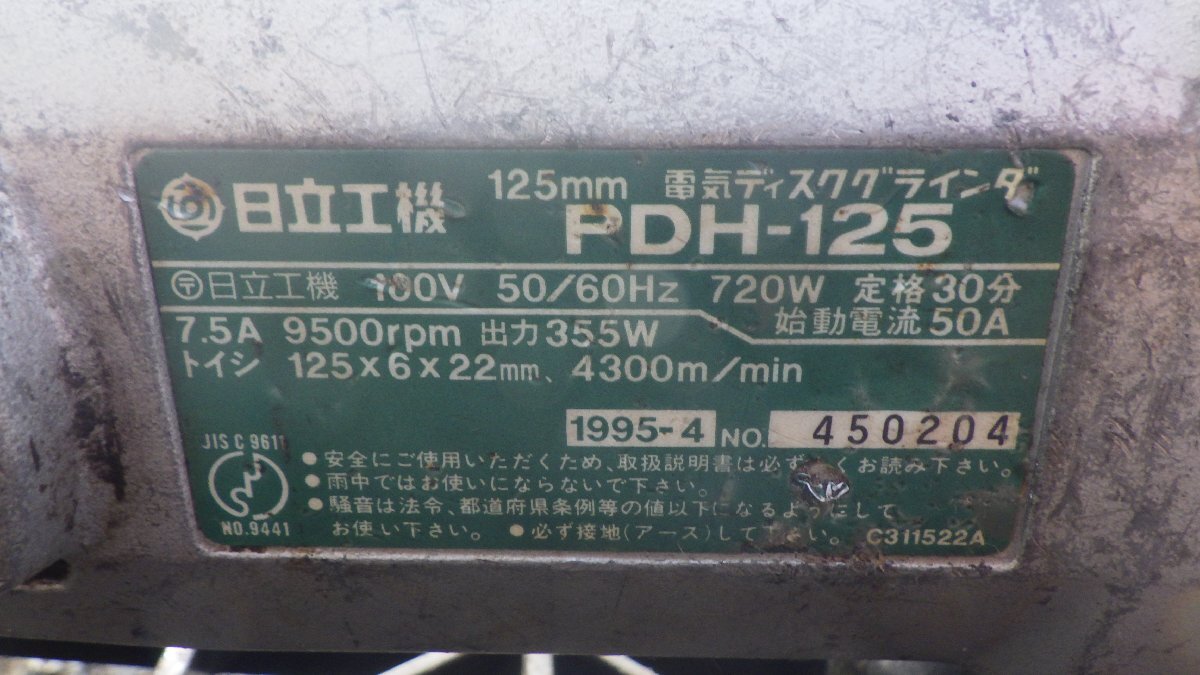 日立工機 125mm 電気ディスクグラインダ
PDH-125
〒日立工機 100V 50/60Hz 720W 定格30分
7.5A 9500rpm 出力355W 始動電流50A
トイシ 125×6×22mm、4300m/min
1995-4 NO. 450204
JIS C 9611
NO.9441
●安全にご使用いただくため、取扱説明書は必ずよくお読み下さい。
●雨中ではお使いにならないで下さい。
●騒音は法令、都道府県条例等の値以下になるようにして
お使い下さい。 ●必ず接地(アース)して下さい。 C311522A